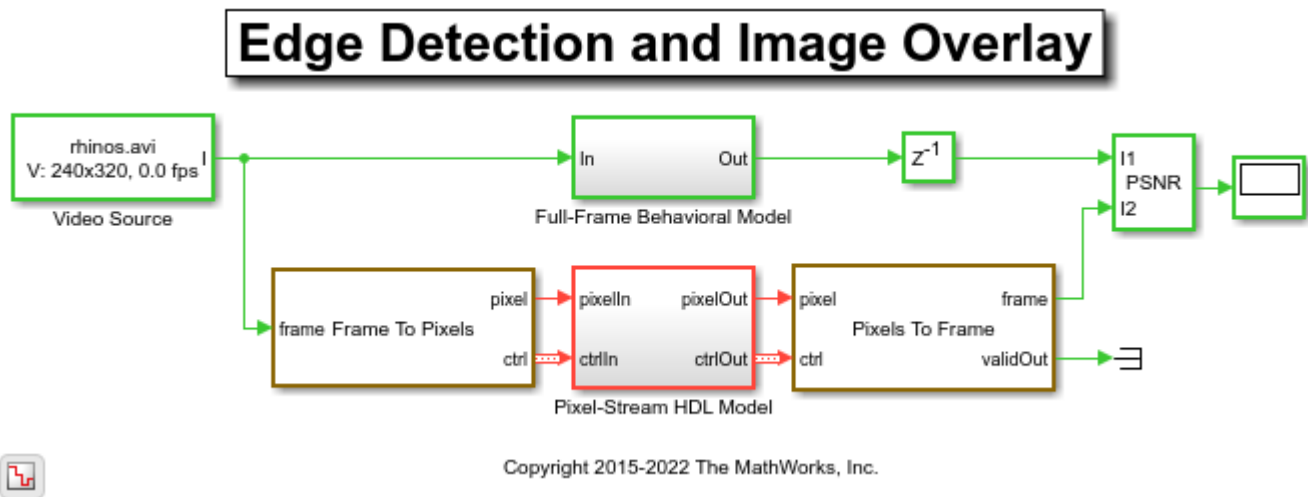 Edge Detection and Image Overlay
rhinos.avi
V: 240x320, 0.0 fps
I
Video Source
In
Out
Full-Frame Behavioral Model
Z-1
I1
PSNR
I2
frame
Frame To Pixels
pixel
ctrl
pixelIn
pixelOut
ctrlIn
ctrlOut
Pixel-Stream HDL Model
pixel
frame
Pixels To Frame
ctrl
validOut
Copyright 2015-2022 The MathWorks, Inc.